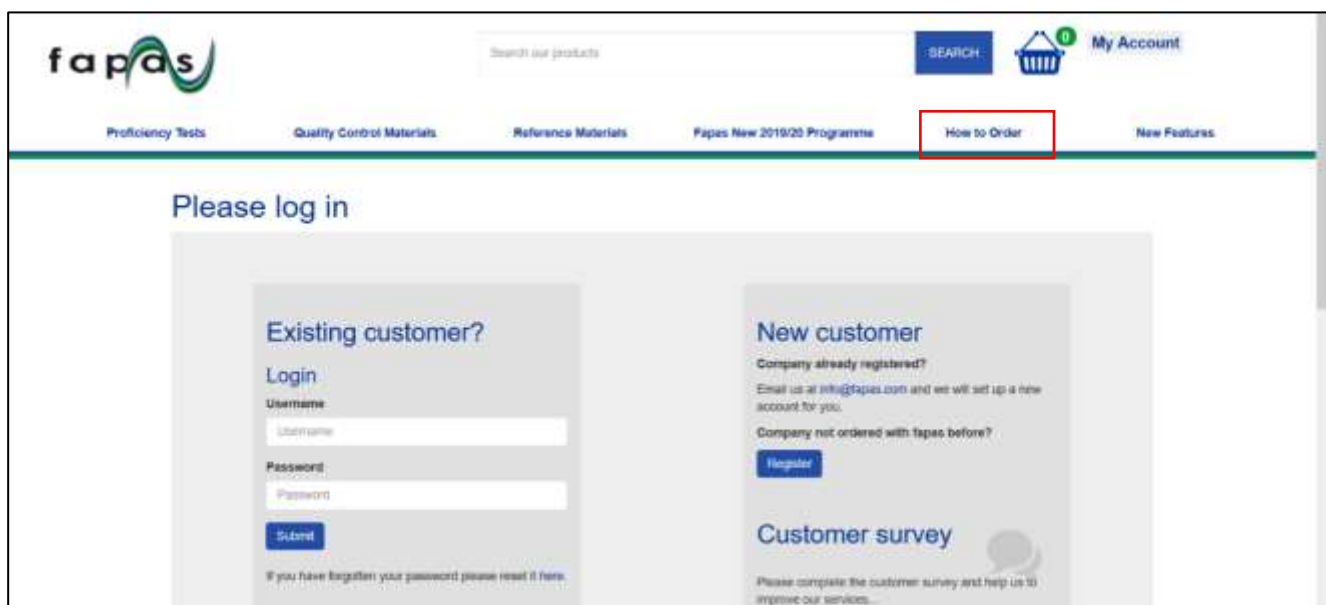 fapas
Search our products
SEARCH
0
My Account
Proficiency Tests
Quality Control Materials
Reference Materials
Fapas New 2019/20 Programme
How to Order
New Features
Please log in
Existing customer?
Login
Username
Username
Password
Password
Submit
If you have forgotten your password please reset it here.
New customer
Company already registered?
Email us at info@fapas.com and we will set up a new
account for you.
Company not ordered with fapas before?
Register
Customer survey
Please complete the customer survey and help us to
improve our services...